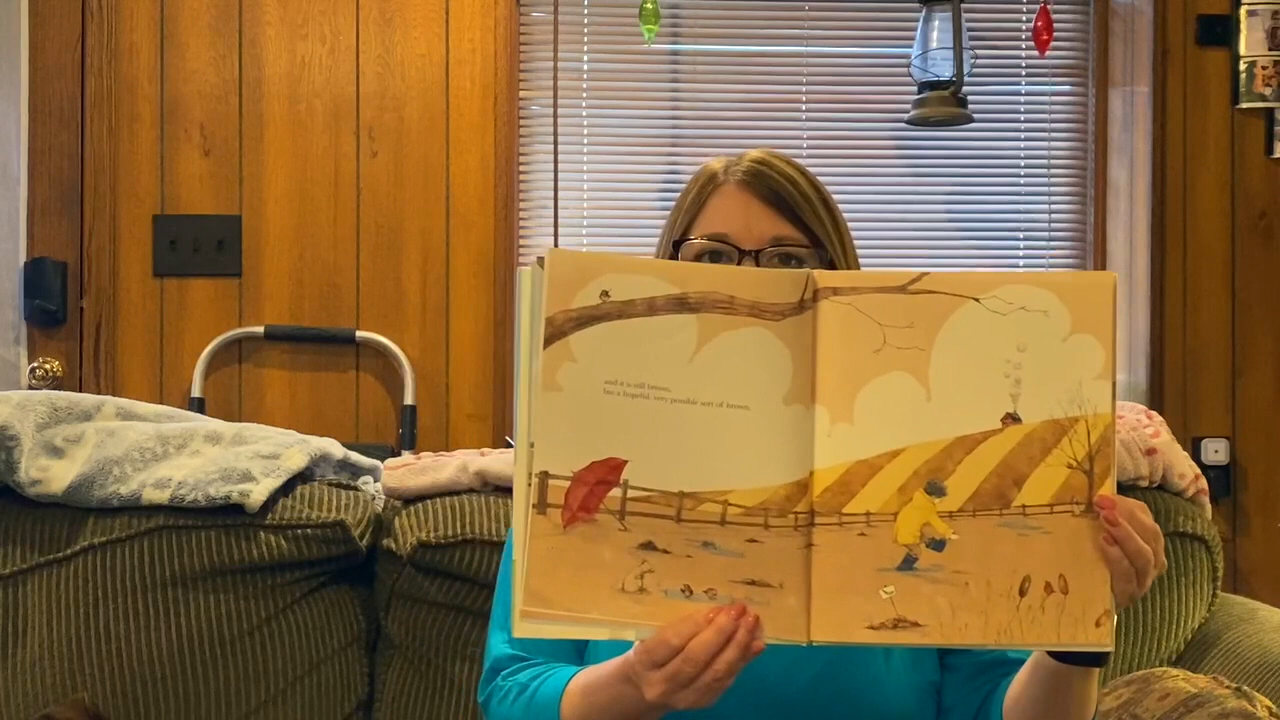 and it is still brown,
but a hopeful, very possible sort of brown,